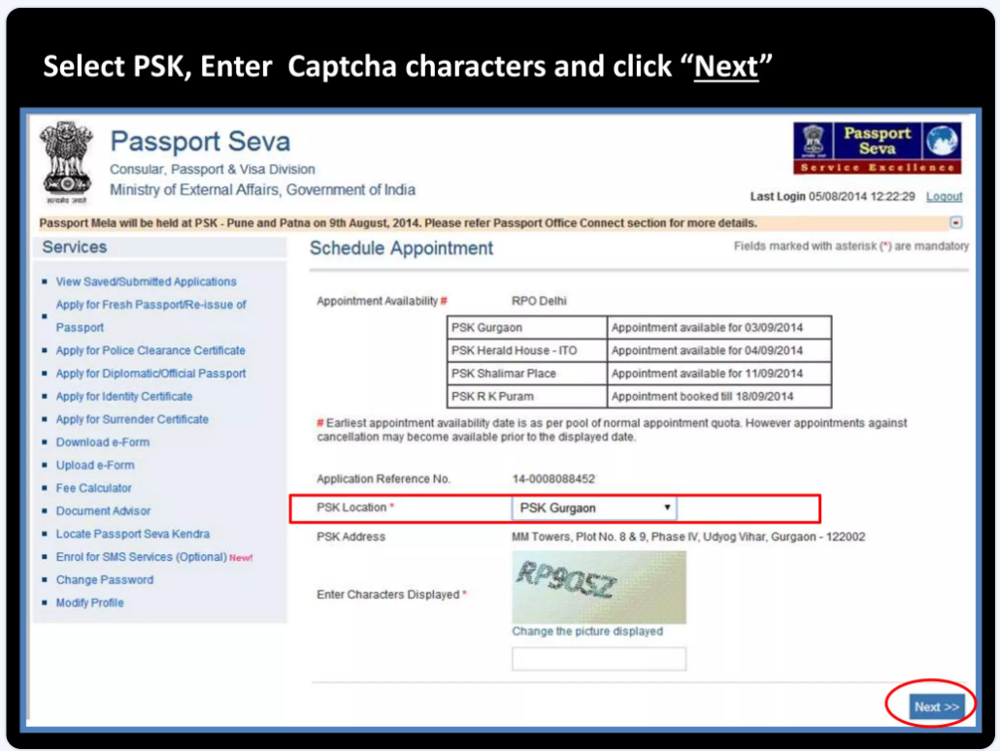 Select PSK, Enter Captcha characters and click “Next”
Passport Seva
Consular, Passport & Visa Division
Ministry of External Affairs, Government of India
सत्यमेव जयते
Passport Seva
Service Excellence
Last Login 05/08/2014 12:22:29 Logout
Passport Mela will be held at PSK - Pune and Patna on 9th August, 2014. Please refer Passport Office Connect section for more details.
Services
View Saved/Submitted Applications
Apply for Fresh Passport/Re-issue of
Passport
Apply for Police Clearance Certificate
Apply for Diplomatic/Official Passport
Apply for Identity Certificate
Apply for Surrender Certificate
Download e-Form
Upload e-Form
Fee Calculator
Document Advisor
Locate Passport Seva Kendra
Enrol for SMS Services (Optional) New!
Change Password
Modify Profile
Schedule Appointment
Fields marked with asterisk (*) are mandatory
Appointment Availability # RPO Delhi
PSK Gurgaon Appointment available for 03/09/2014
PSK Herald House - ITO Appointment available for 04/09/2014
PSK Shalimar Place Appointment available for 11/09/2014
PSK R K Puram Appointment booked till 18/09/2014
# Earliest appointment availability date is as per pool of normal appointment quota. However appointments against
cancellation may become available prior to the displayed date.
Application Reference No. 14-0008088452
PSK Location * PSK Gurgaon
PSK Address MM Towers, Plot No. 8 & 9, Phase IV, Udyog Vihar, Gurgaon - 122002
Enter Characters Displayed * RP90SZ
Change the picture displayed
Next >>